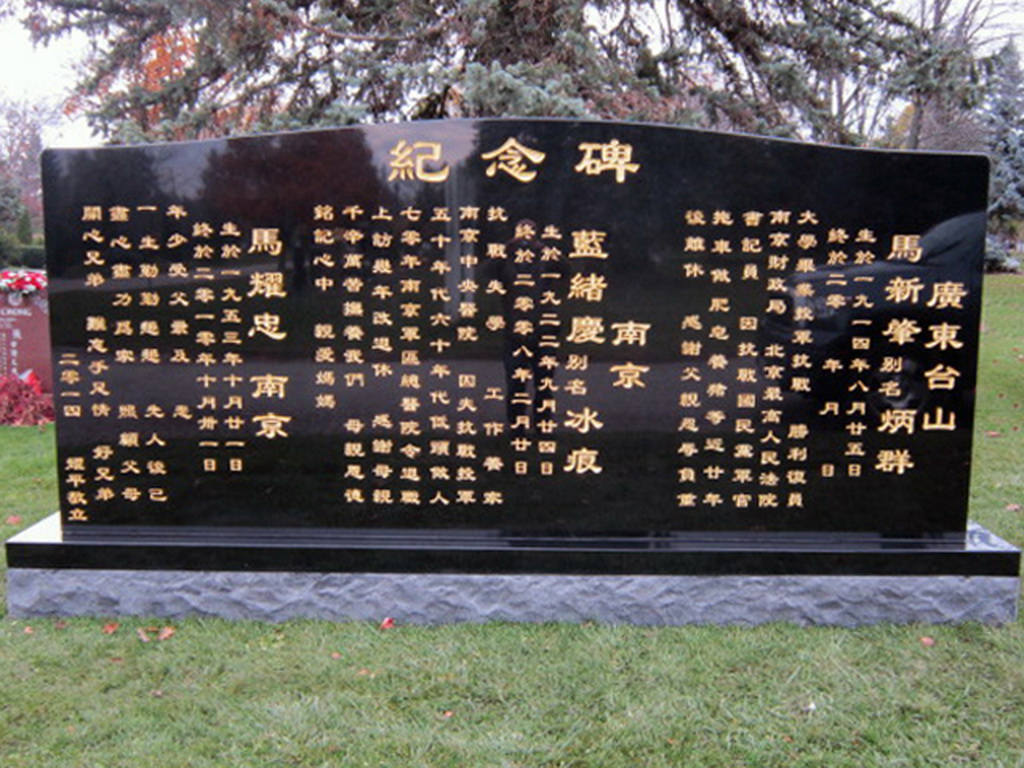 紀念碑
廣東台山
馬新肇別名炳群
生於一九一四年八月廿五日
終於二零 年 月 日
大學畢業投軍抗戰 勝利復員
南京財政局 北京最高人民法院
書記員 因抗戰國民黨軍官
拖車做肥皂養豬等近廿年
後離休 感謝父親忍辱負重
南京
藍緒慶別名冰痕
生於一九二二年九月廿四日
終於二零零八年二月廿日
抗戰失學 工作養家
南京中央醫院 因夫抗戰投軍
五十年代六十年代低頭做人
七零年南京軍區總醫院令退職
上訪幾年改退休 感謝母親
千辛萬苦撫養我們 母親恩德
銘記心中 親愛媽媽
馬耀忠 南京
生於一九五三年十月廿一日
終於二零一零年十月卅一日
年少受父累及
一生勤勤懇懇 先人後己
盡心盡力爲家 照顧父母
關心兄弟 難忘手足情 好兄弟
二零一四 耀平敬立